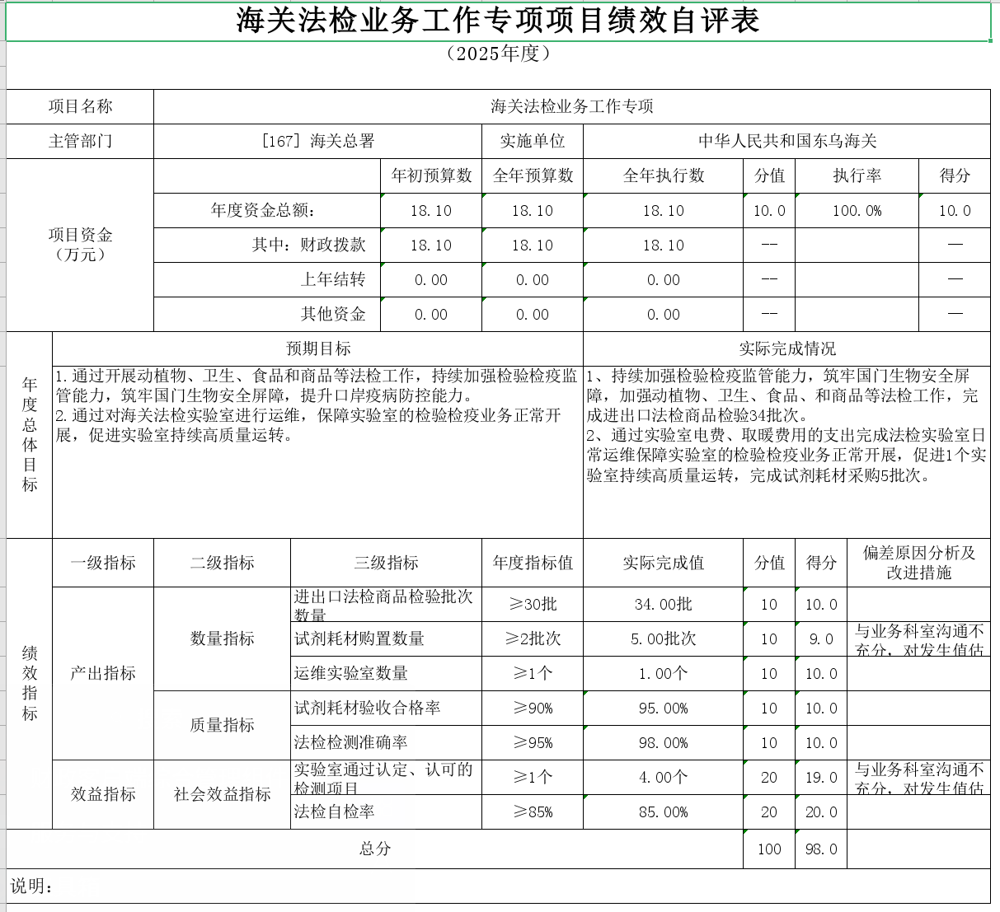 海关法检业务工作专项项目绩效自评表
（2025年度）
项目名称 海关法检业务工作专项
主管部门 [167] 海关总署 实施单位 中华人民共和国东乌海关
项目资金
（万元）
年初预算数 全年预算数 全年执行数 分值 执行率 得分
年度资金总额： 18.10 18.10 18.10 10.0 100.0% 10.0
其中：财政拨款 18.10 18.10 18.10 -- —
上年结转 0.00 0.00 0.00 -- —
其他资金 0.00 0.00 0.00 -- —
年度总体目标
预期目标 实际完成情况
1.通过开展动植物、卫生、食品和商品等法检工作，持续加强检验检疫监
管能力，筑牢国门生物安全屏障，提升口岸疫病防控能力。
2.通过对海关法检实验室进行运维，保障实验室的检验检疫业务正常开
展，促进实验室持续高质量运转。
1、持续加强检验检疫监管能力，筑牢国门生物安全屏
障，加强动植物、卫生、食品、和商品等法检工作，完
成进出口法检商品检验34批次。
2、通过实验室电费、取暖费用的支出完成法检实验室日
常运维保障实验室的检验检疫业务正常开展，促进1个实
验室持续高质量运转，完成试剂耗材采购5批次。
绩效指标
一级指标 二级指标 三级指标 年度指标值 实际完成值 分值 得分 偏差原因分析及
改进措施
产出指标
数量指标
进出口法检商品检验批次
数量
≥30批 34.00批 10 10.0
试剂耗材购置数量 ≥2批次 5.00批次 10 9.0 与业务科室沟通不
充分，对发生值估
运维实验室数量 ≥1个 1.00个 10 10.0
质量指标
试剂耗材验收合格率 ≥90% 95.00% 10 10.0
法检检测准确率 ≥95% 98.00% 10 10.0
效益指标 社会效益指标
实验室通过认定、认可的
检测项目
≥1个 4.00个 20 19.0 与业务科室沟通不
充分，对发生值估
法检自检率 ≥85% 85.00% 20 20.0
总分 100 98.0
说明：